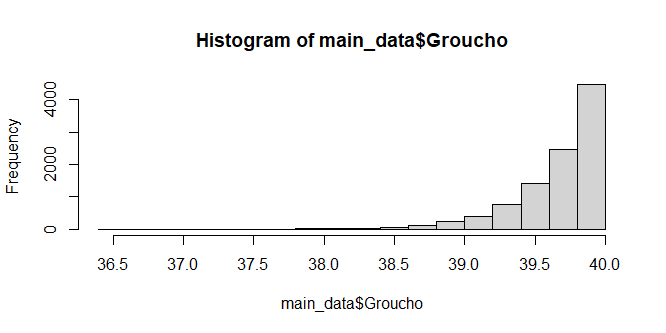 Histogram of main_data$Groucho
Frequency
4000
2000
0
36.5 37.0 37.5 38.0 38.5 39.0 39.5 40.0
main_data$Groucho